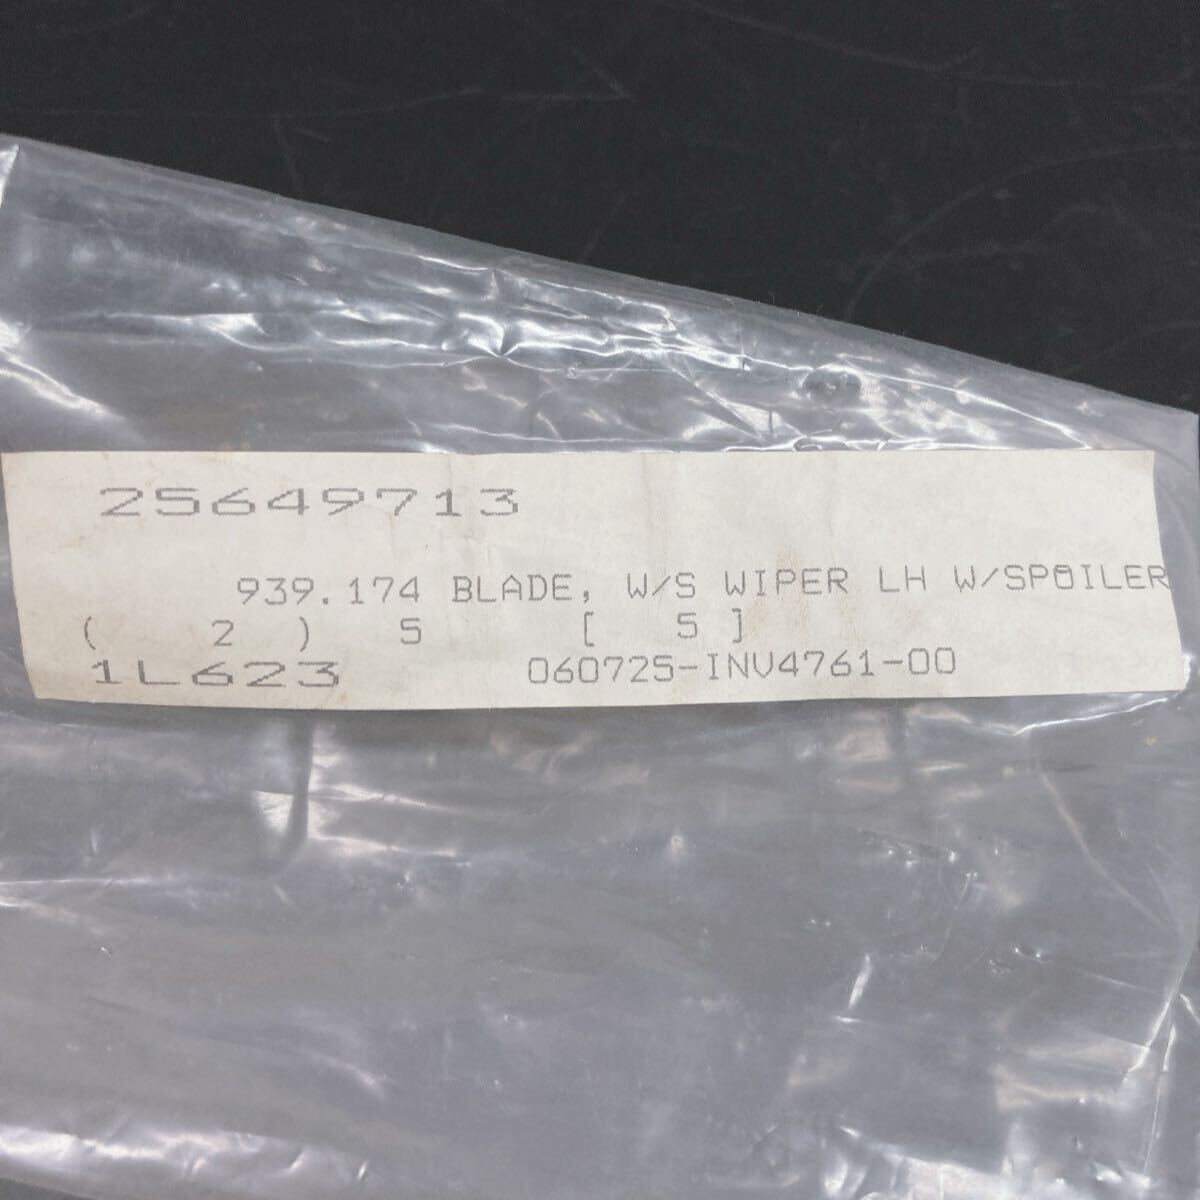 25649713
939.174 BLADE, W/S WIPER LH W/SPOILER
( 2 ) 5 [ 5 ]
1L623 060725-INV4761-00